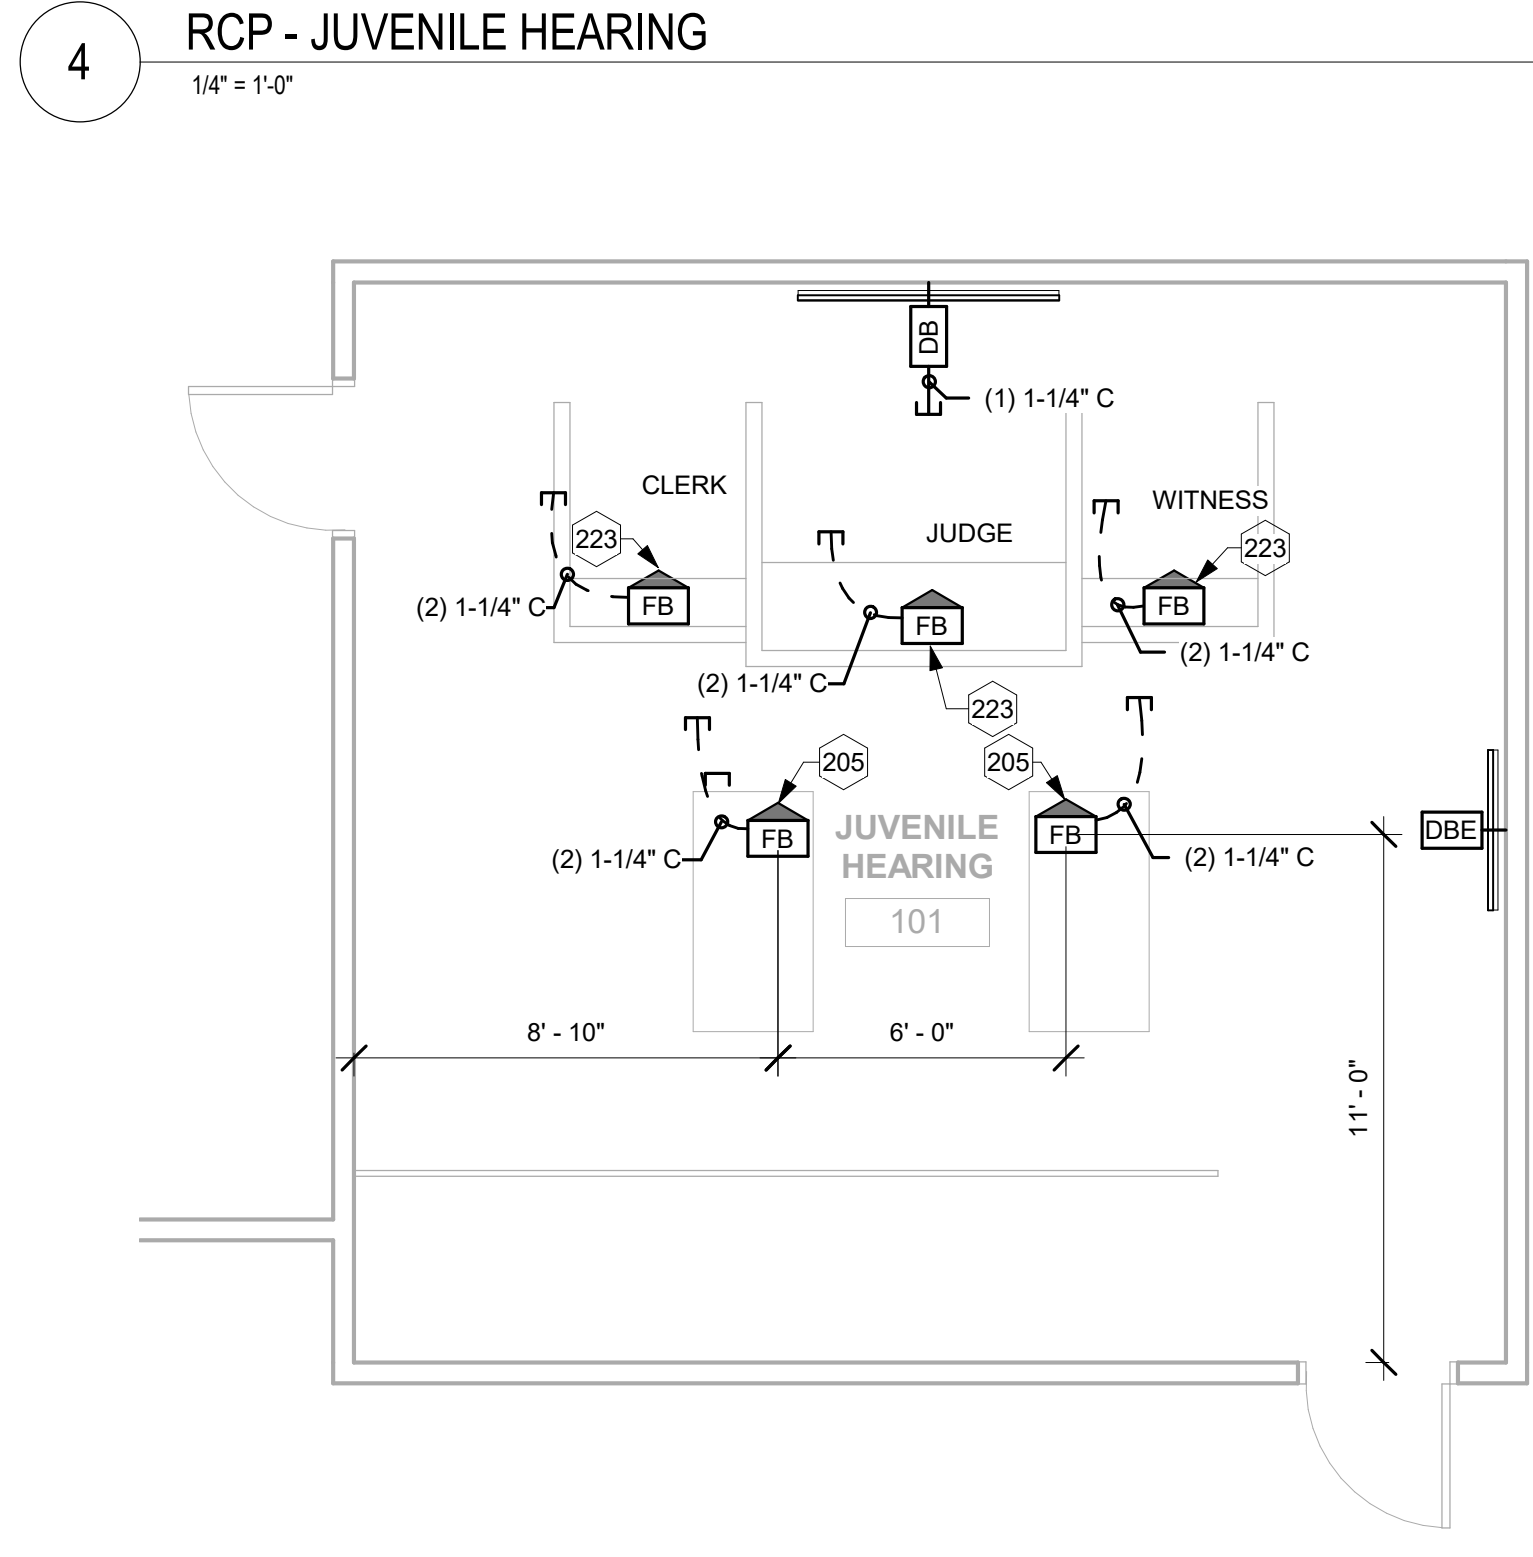 4
RCP - JUVENILE HEARING
1/4" = 1'-0"
DB
(1) 1-1/4" C
CLERK
WITNESS
JUDGE
223
223
(2) 1-1/4" C
FB
FB
FB
(2) 1-1/4" C
(2) 1-1/4" C
223
205
205
JUVENILE
HEARING
101
FB
FB
DBE
(2) 1-1/4" C
(2) 1-1/4" C
8' - 10"
6' - 0"
11' - 0"